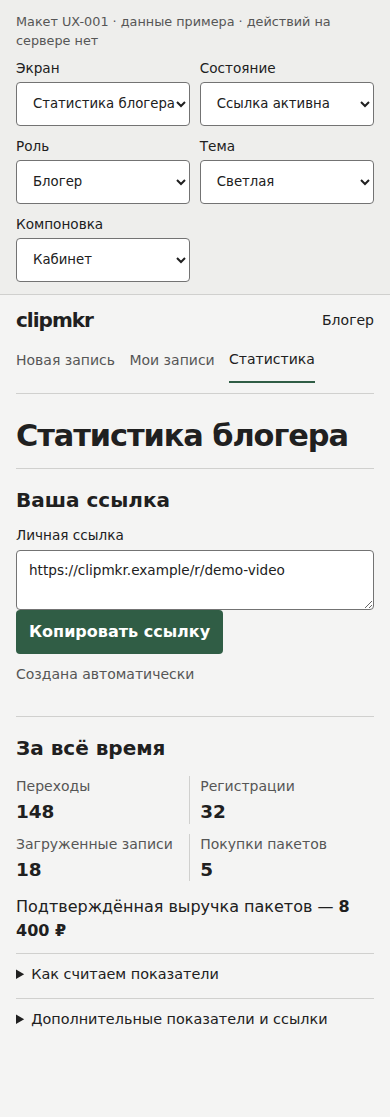 Макет UX-001 · данные примера · действий на
сервере нет
Экран
Состояние
Статистика блогера
Ссылка активна
Роль
Тема
Блогер
Светлая
Компоновка
Кабинет
clipmkr
Блогер
Новая запись
Мои записи
Статистика
Статистика блогера
Ваша ссылка
Личная ссылка
https://clipmkr.example/r/demo-video
Копировать ссылку
Создана автоматически
За всё время
Переходы
148
Регистрации
32
Загруженные записи
18
Покупки пакетов
5
Подтверждённая выручка пакетов — 8
400 ₽
Как считаем показатели
Дополнительные показатели и ссылки